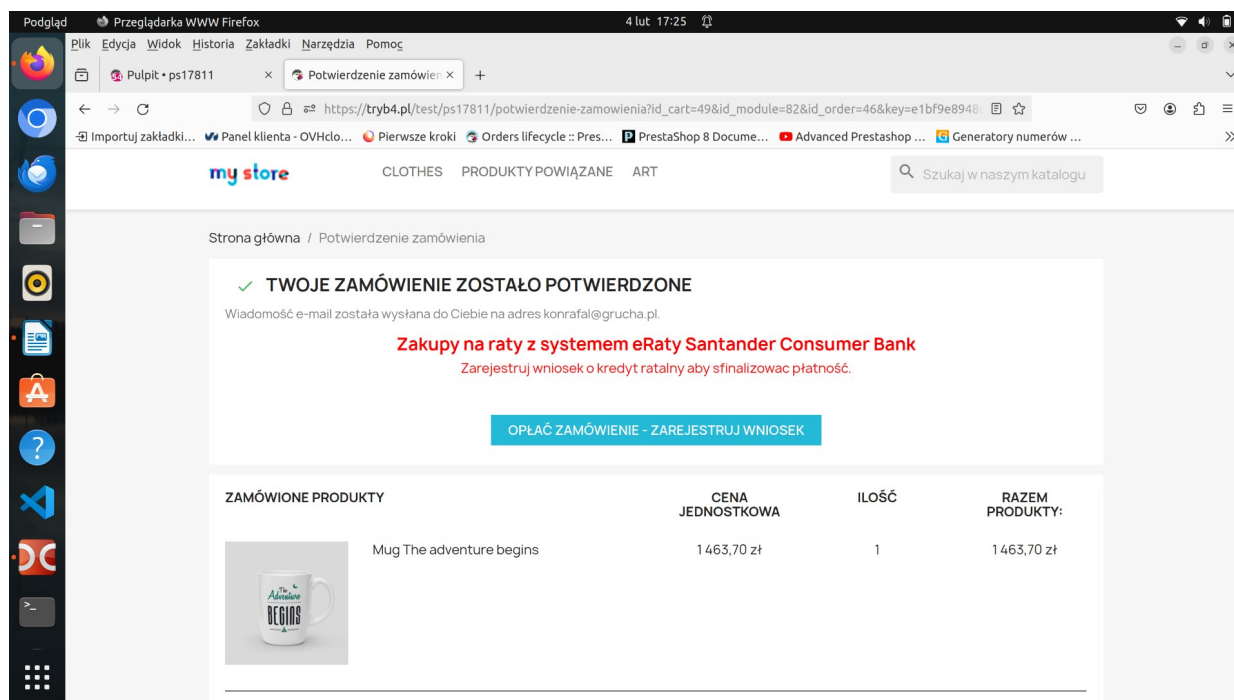 Podgląd Przeglądarka WWW Firefox 4 lut 17:25
Plik Edycja Widok Historia Zakładki Narzędzia Pomoc
Pulpit • ps17811 Potwierdzenie zamówien
https://tryb4.pl/test/ps17811/potwierdzenie-zamowienia?id_cart=49&id_module=82&id_order=46&key=e1bf9e8948
Importuj zakładki... Panel klienta - OVHclo... Pierwsze kroki Orders lifecycle :: Pres... PrestaShop 8 Docume... Advanced Prestashop ... Generatory numerów ...
my store CLOTHES PRODUKTY POWIĄZANE ART Szukaj w naszym katalogu
Strona główna / Potwierdzenie zamówienia
TWOJE ZAMÓWIENIE ZOSTAŁO POTWIERDZONE
Wiadomość e-mail została wysłana do Ciebie na adres konrafal@grucha.pl.
Zakupy na raty z systemem eRaty Santander Consumer Bank
Zarejestruj wniosek o kredyt ratalny aby sfinalizowac płatność.
OPŁAĆ ZAMÓWIENIE - ZAREJESTRUJ WNIOSEK
ZAMÓWIONE PRODUKTY CENA JEDNOSTKOWA ILOŚĆ RAZEM PRODUKTY:
Mug The adventure begins 1 463,70 zł 1 1 463,70 zł
The
Adventure
BEGINS